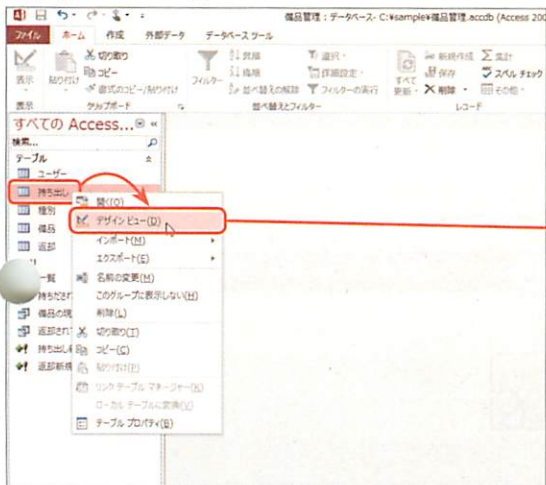 備品管理：データベース- C:¥sample¥備品管理.accdb (Access 200
ファイル ホーム 作成 外部データ データベース ツール
表示
貼り付け
切り取り
コピー
書式のコピー/貼り付け
フィルター
昇順
降順
並べ替えの解除
選択
詳細設定
フィルターの実行
すべて更新
新規作成
保存
削除
集計
スペル チェック
その他
表示 クリップボード 並べ替えとフィルター レコード
すべての Access...
検索...
テーブル
ユーザー
持ち出し
種別
備品
返却
一覧
持ちだされ
備品の現
返却され
持ち出し新
返却新規
開く(O)
デザイン ビュー(D)
インポート(M)
エクスポート(E)
名前の変更(M)
このグループに表示しない(H)
削除(L)
切り取り(T)
コピー(C)
貼り付け(P)
リンク テーブル マネージャー(K)
ローカル テーブルに変換(V)
テーブル プロパティ(B)